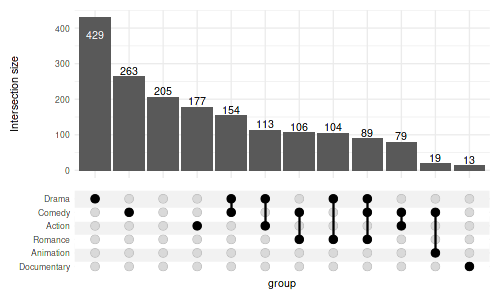 429
263
205
177
154
113
106
104
89
79
19
13
400
300
200
100
0
Intersection size
Drama
Comedy
Action
Romance
Animation
Documentary
group